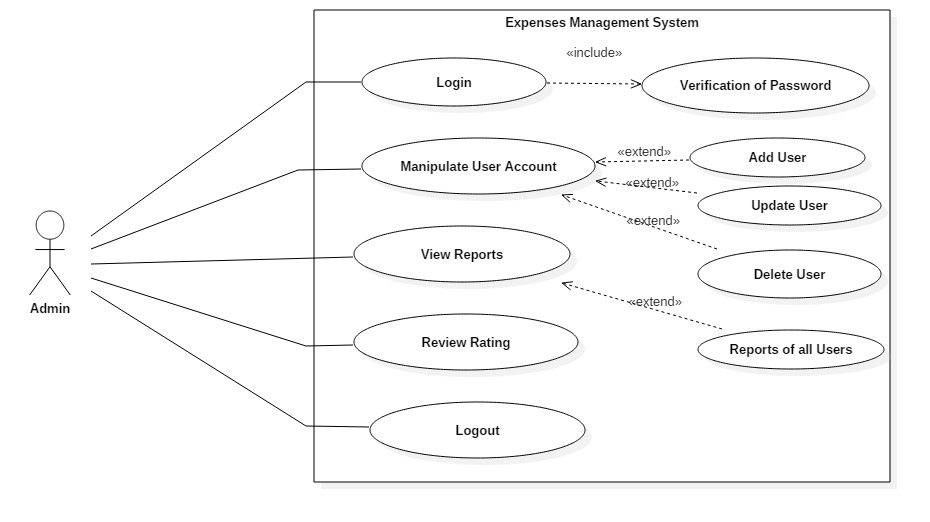 Expenses Management System
«include»
Login
Verification of Password
«extend»
Add User
Manipulate User Account
«extend»
Update User
«extend»
View Reports
Delete User
«extend»
Admin
Review Rating
Reports of all Users
Logout